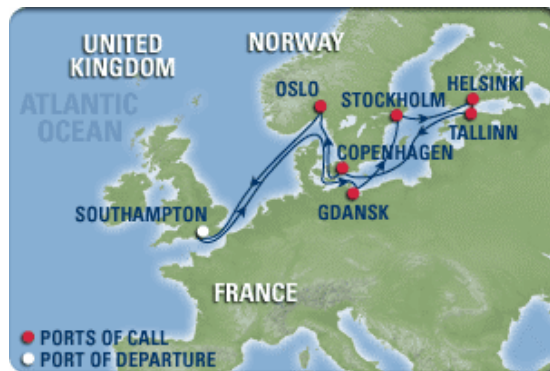 UNITED
KINGDOM
NORWAY
ATLANTIC
OCEAN
OSLO
STOCKHOLM
HELSINKI
TALLINN
COPENHAGEN
GDANSK
SOUTHAMPTON
FRANCE
PORTS OF CALL
PORT OF DEPARTURE